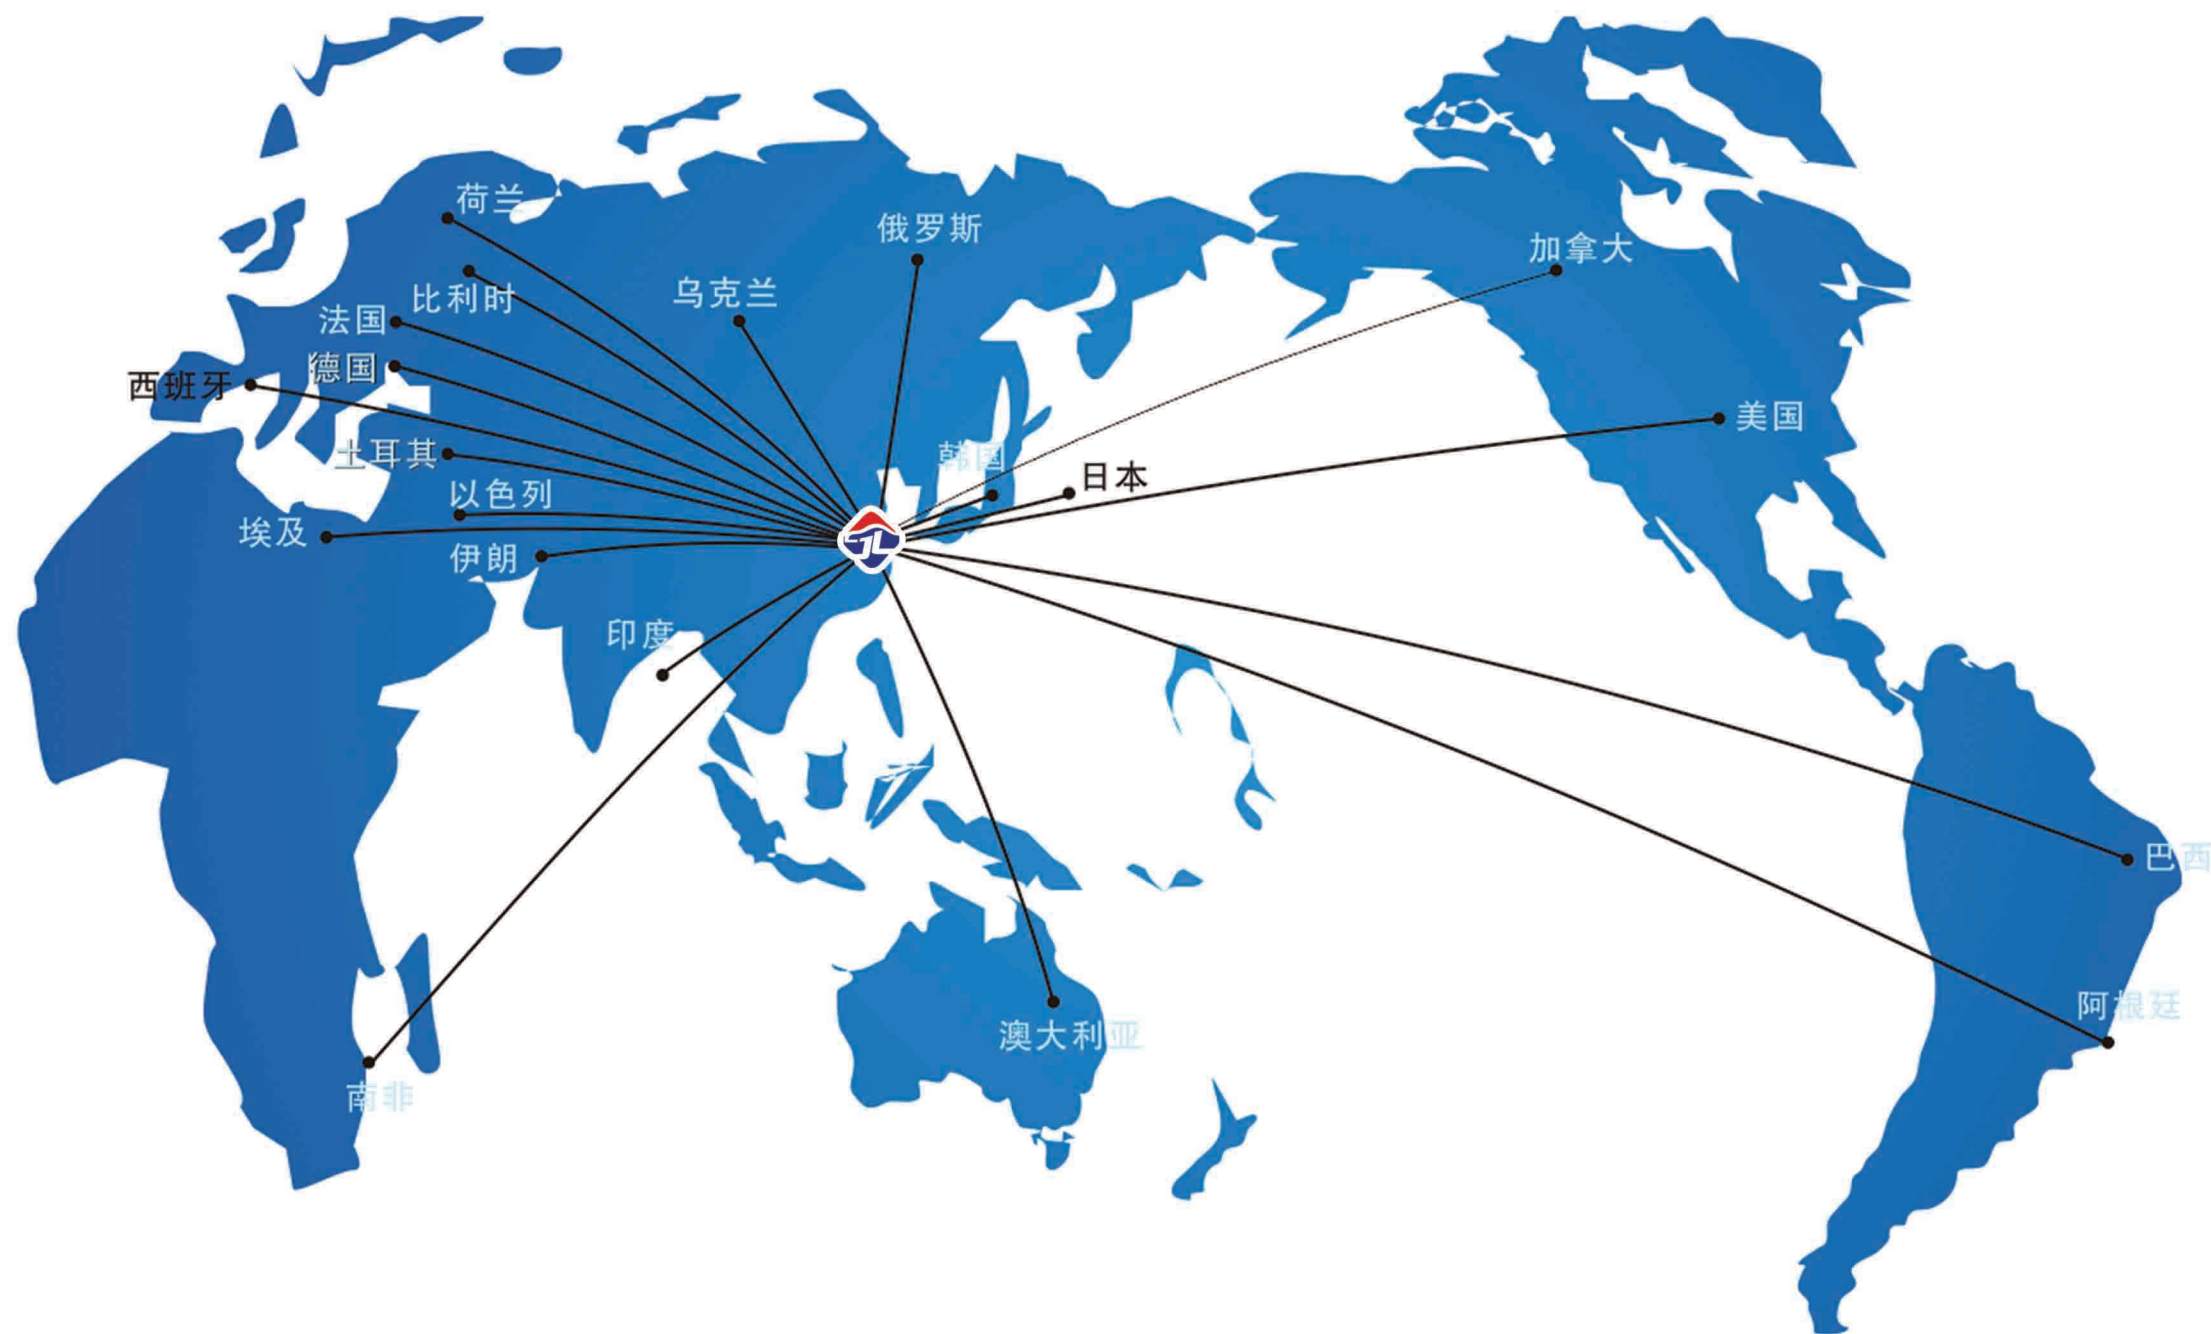 荷兰
俄罗斯
加拿大
乌克兰
比利时
法国
德国
西班牙
美国
土耳其
韩国
日本
以色列
埃及
伊朗
JL
印度
巴西
阿根廷
澳大利亚
南非